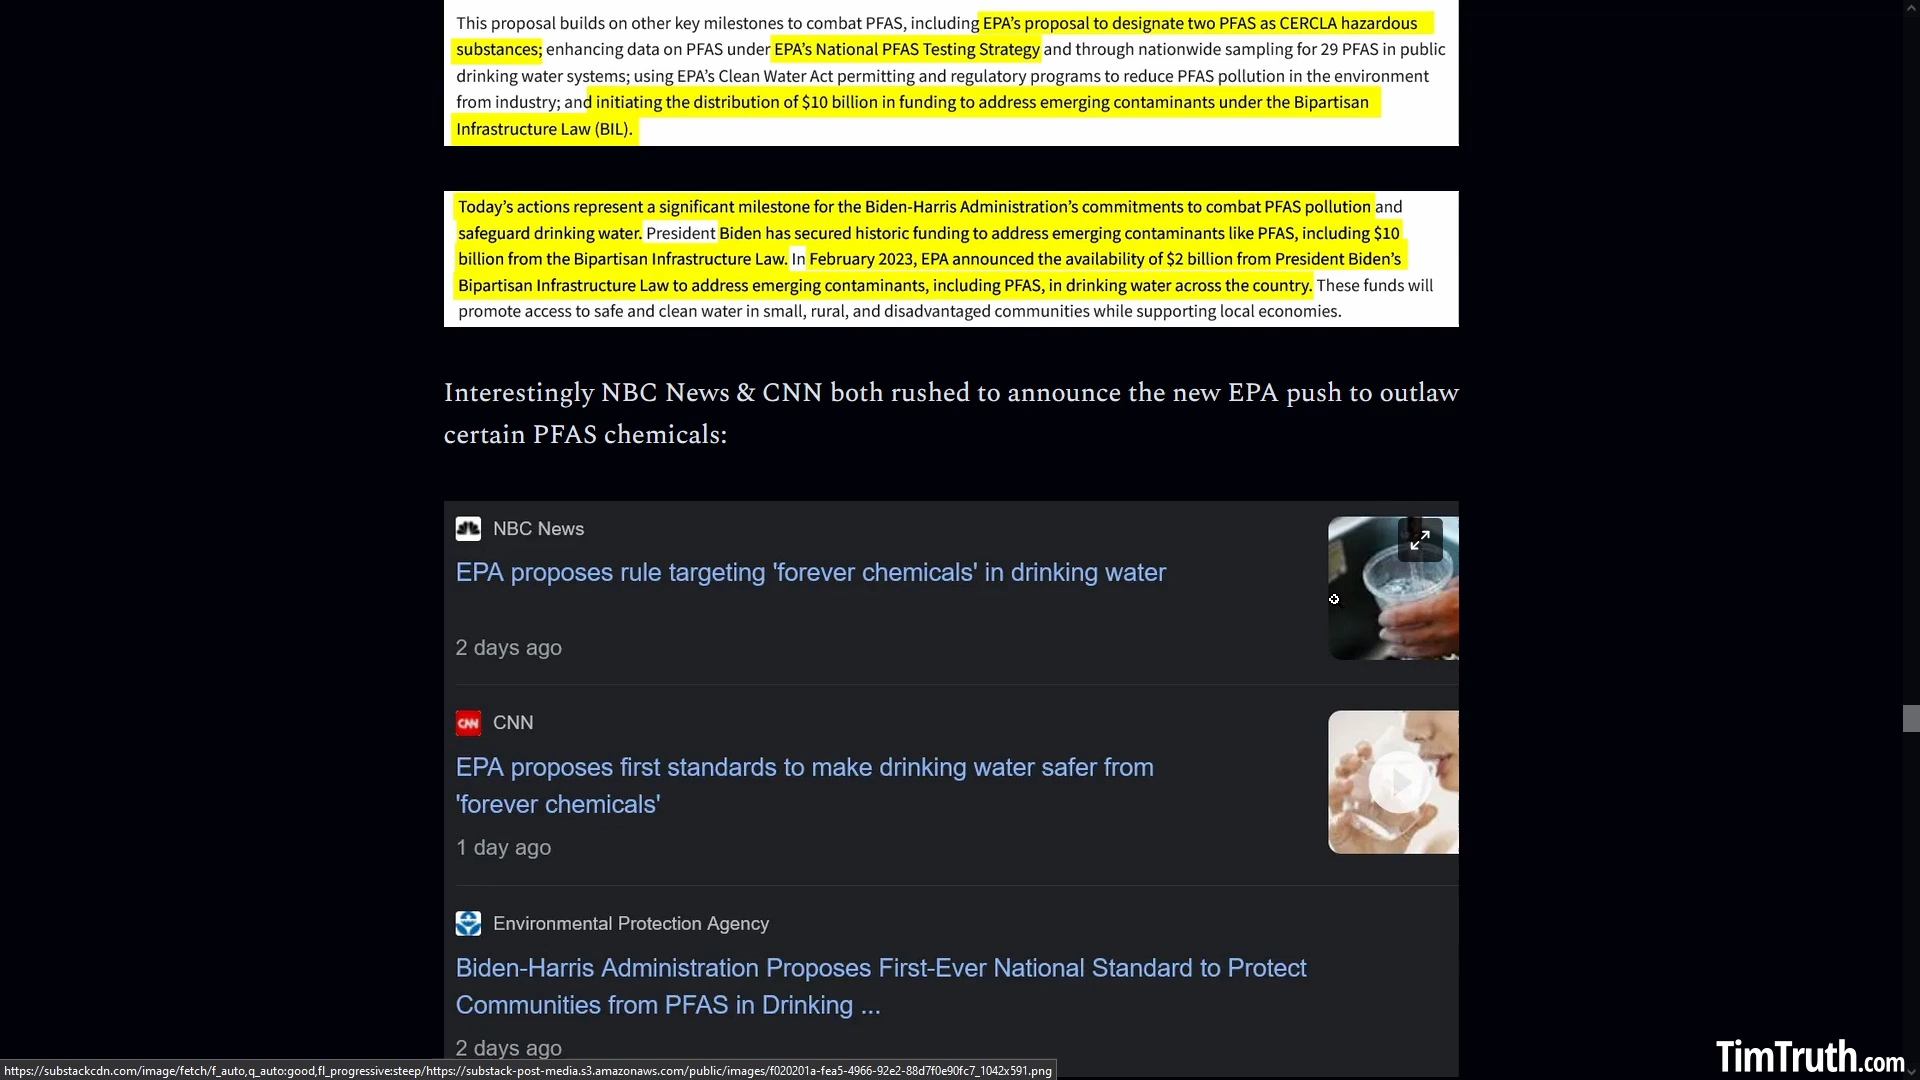 This proposal builds on other key milestones to combat PFAS, including EPA’s proposal to designate two PFAS as CERCLA hazardous
substances; enhancing data on PFAS under EPA’s National PFAS Testing Strategy and through nationwide sampling for 29 PFAS in public
drinking water systems; using EPA’s Clean Water Act permitting and regulatory programs to reduce PFAS pollution in the environment
from industry; and initiating the distribution of $10 billion in funding to address emerging contaminants under the Bipartisan
Infrastructure Law (BIL).
Today’s actions represent a significant milestone for the Biden-Harris Administration’s commitments to combat PFAS pollution and
safeguard drinking water. President Biden has secured historic funding to address emerging contaminants like PFAS, including $10
billion from the Bipartisan Infrastructure Law. In February 2023, EPA announced the availability of $2 billion from President Biden’s
Bipartisan Infrastructure Law to address emerging contaminants, including PFAS, in drinking water across the country. These funds will
promote access to safe and clean water in small, rural, and disadvantaged communities while supporting local economies.
Interestingly NBC News & CNN both rushed to announce the new EPA push to outlaw
certain PFAS chemicals:
NBC News
EPA proposes rule targeting 'forever chemicals' in drinking water
2 days ago
CNN
CNN
EPA proposes first standards to make drinking water safer from
'forever chemicals'
1 day ago
Environmental Protection Agency
Biden-Harris Administration Proposes First-Ever National Standard to Protect
Communities from PFAS in Drinking ...
2 days ago
https://substackcdn.com/image/fetch/f_auto,q_auto:good,fl_progressive:steep/https://substack-post-media.s3.amazonaws.com/public/images/f020201a-fea5-4966-92e2-88d7f0e90fc7_1042x591.png
TimTruth.com